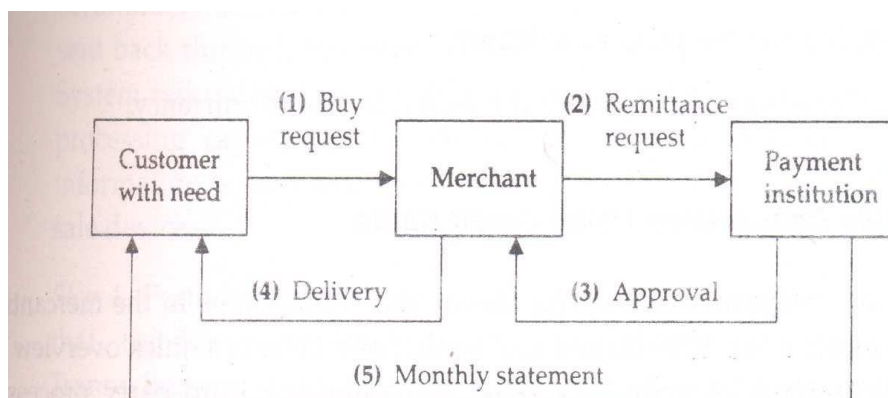 (1) Buy
request
(2) Remittance
request
Customer
with need
Merchant
Payment
institution
(4) Delivery
(3) Approval
(5) Monthly statement